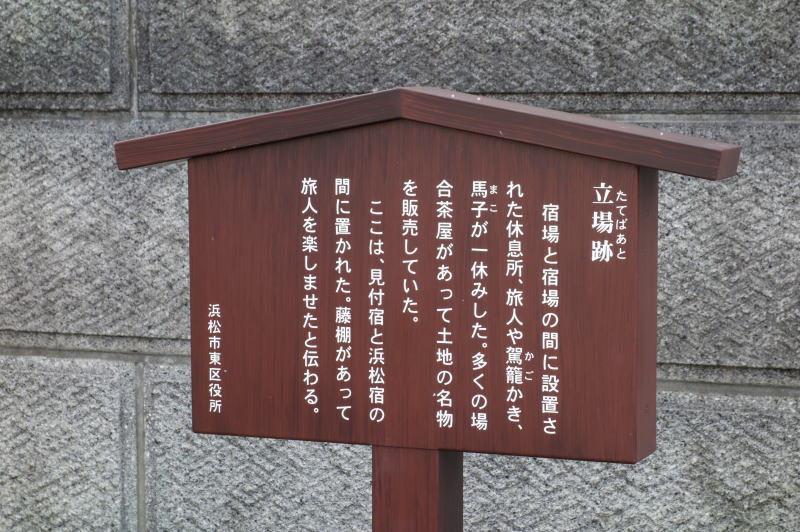 立場跡
たてばあと
宿場と宿場の間に設置さ
れた休息所、旅人や駕籠かき、
かご
馬子が一休みした。多くの場
まご
合茶屋があって土地の名物
を販売していた。
ここは、見付宿と浜松宿の
間に置かれた。藤棚があって
旅人を楽しませたと伝わる。
浜松市東区役所